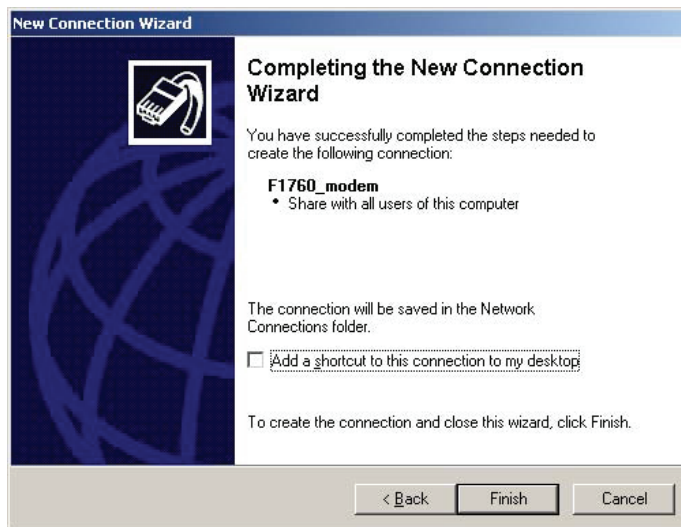 New Connection Wizard
Completing the New Connection
Wizard
You have successfully completed the steps needed to
create the following connection:
F1760_modem
• Share with all users of this computer
The connection will be saved in the Network
Connections folder.
Add a shortcut to this connection to my desktop
To create the connection and close this wizard, click Finish.
< Back
Finish
Cancel